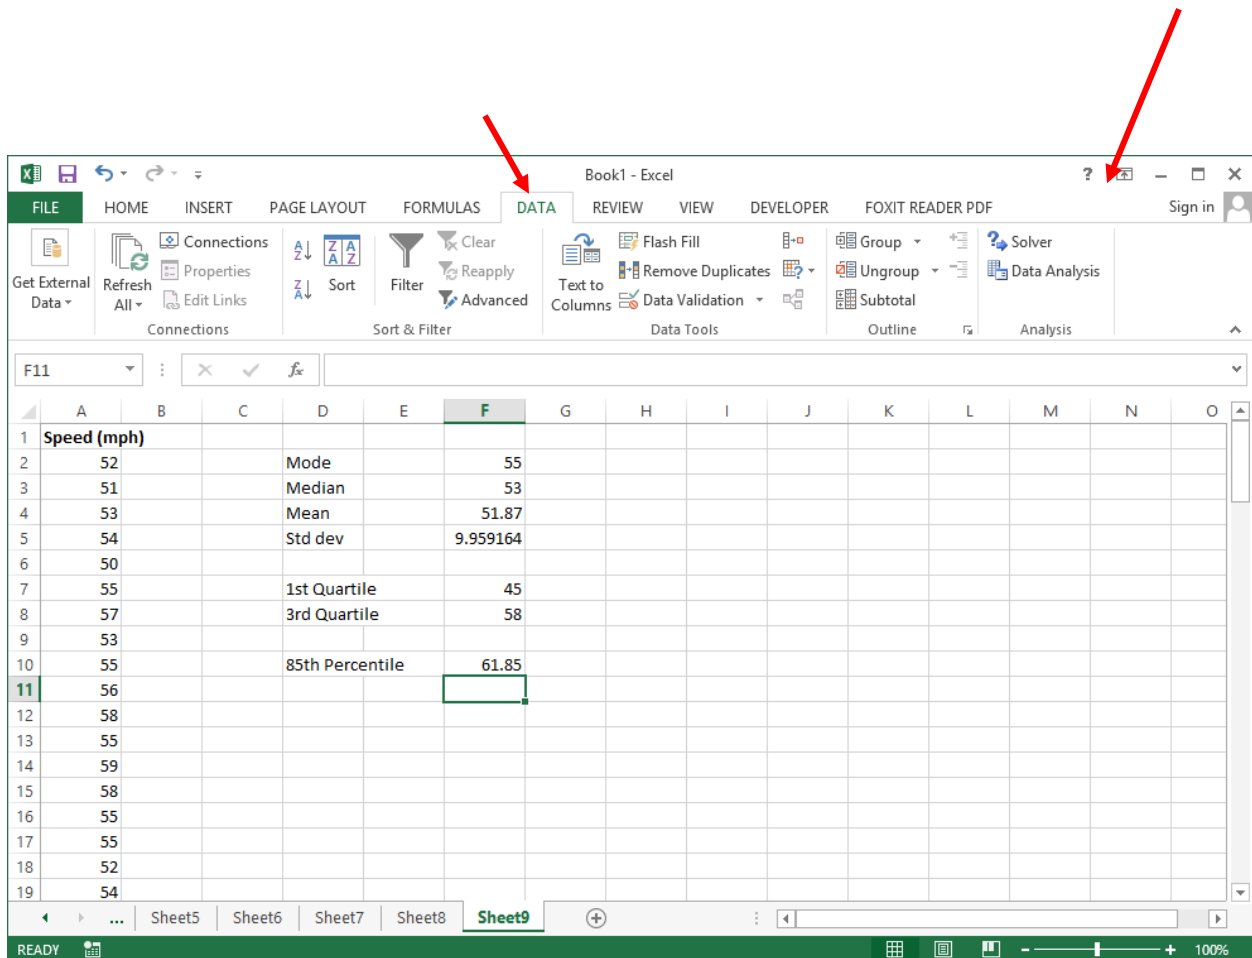 Book1 - Excel
?
FILE HOME INSERT PAGE LAYOUT FORMULAS DATA REVIEW VIEW DEVELOPER FOXIT READER PDF Sign in
Get External Data
Refresh All
Connections
Properties
Edit Links
Connections
Sort
Filter
Clear
Reapply
Advanced
Sort & Filter
Text to Columns
Flash Fill
Remove Duplicates
Data Validation
Data Tools
Group
Ungroup
Subtotal
Outline
Solver
Data Analysis
Analysis
F11 fx
A B C D E F G H I J K L M N O
1 Speed (mph)
2 52 Mode 55
3 51 Median 53
4 53 Mean 51.87
5 54 Std dev 9.959164
6 50
7 55 1st Quartile 45
8 57 3rd Quartile 58
9 53
10 55 85th Percentile 61.85
11 56
12 58
13 55
14 59
15 58
16 55
17 55
18 52
19 54
... Sheet5 Sheet6 Sheet7 Sheet8 Sheet9
READY 100%